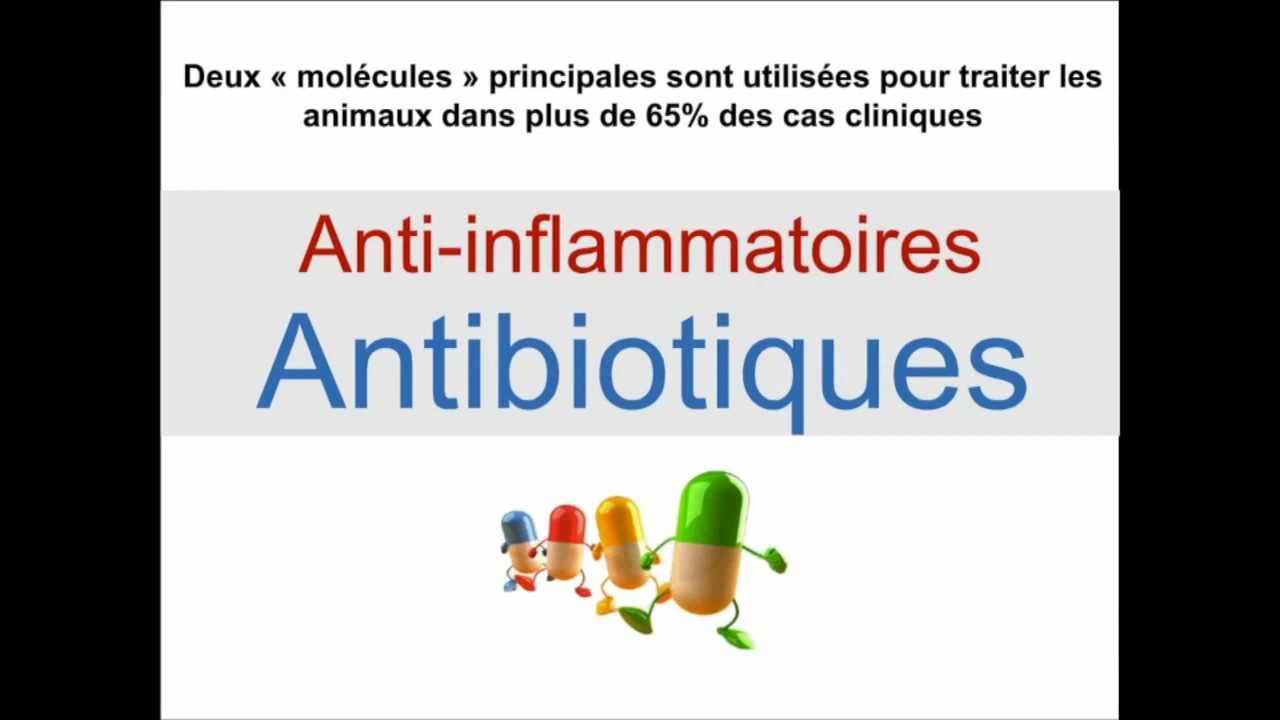 Deux « molécules » principales sont utilisées pour traiter les
animaux dans plus de 65% des cas cliniques
Anti-inflammatoires
Antibiotiques